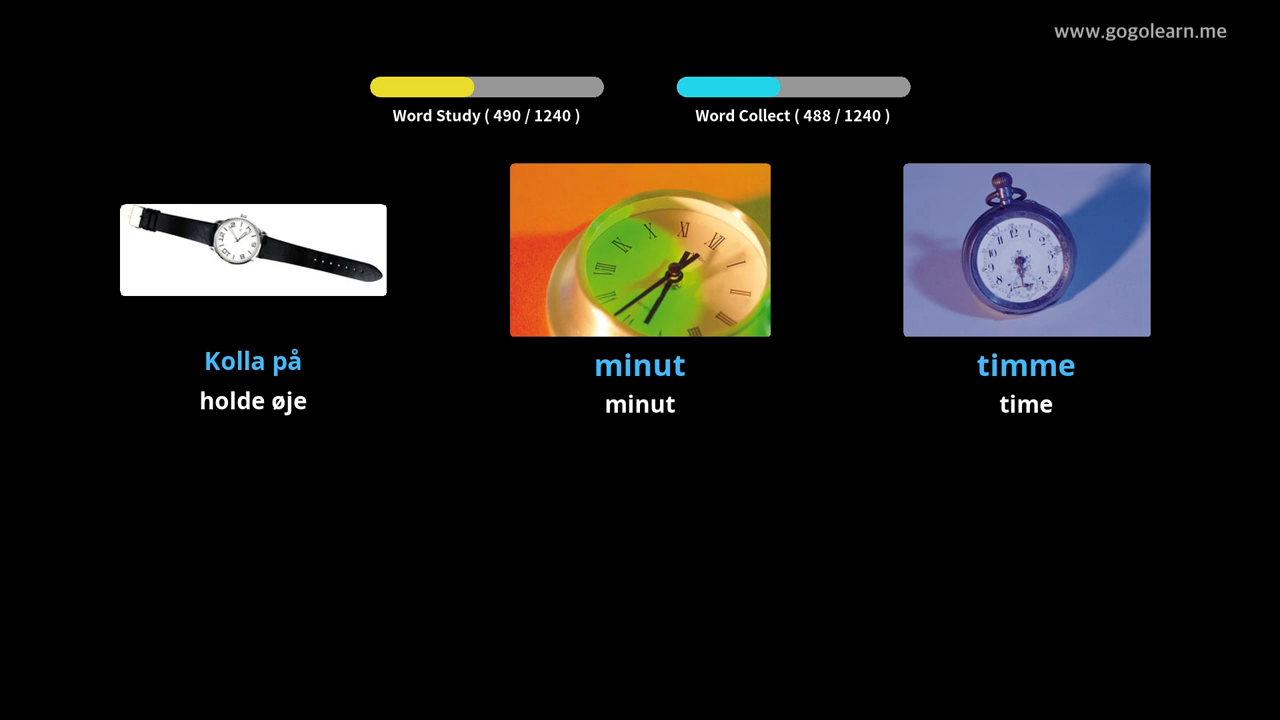 www.gogolearn.me
Word Study ( 490 / 1240 )
Word Collect ( 488 / 1240 )
Kolla på
holde øje
minut
minut
timme
time